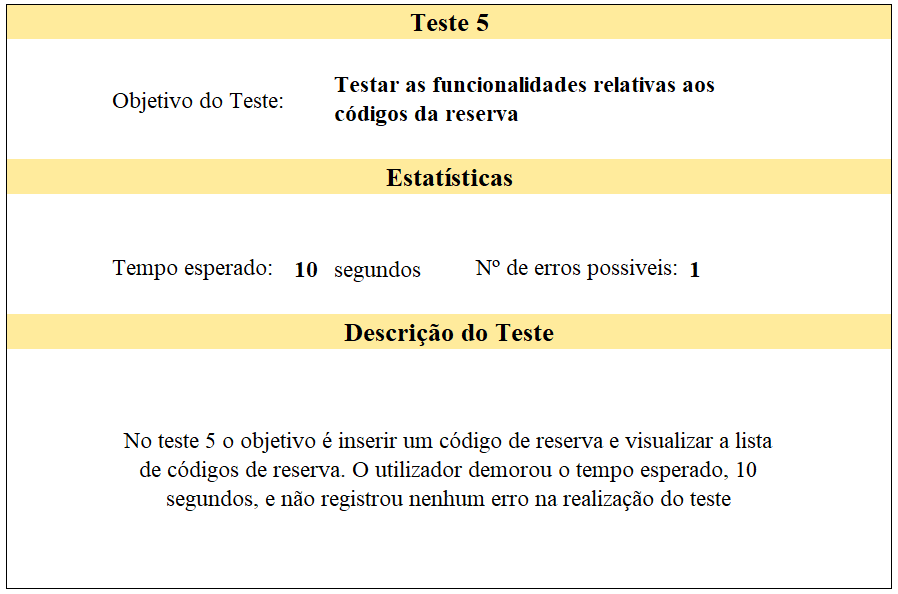 Teste 5
Objetivo do Teste:
Testar as funcionalidades relativas aos
códigos da reserva
Estatísticas
Tempo esperado: 10 segundos Nº de erros possiveis: 1
Descrição do Teste
No teste 5 o objetivo é inserir um código de reserva e visualizar a lista
de códigos de reserva. O utilizador demorou o tempo esperado, 10
segundos, e não registrou nenhum erro na realização do teste